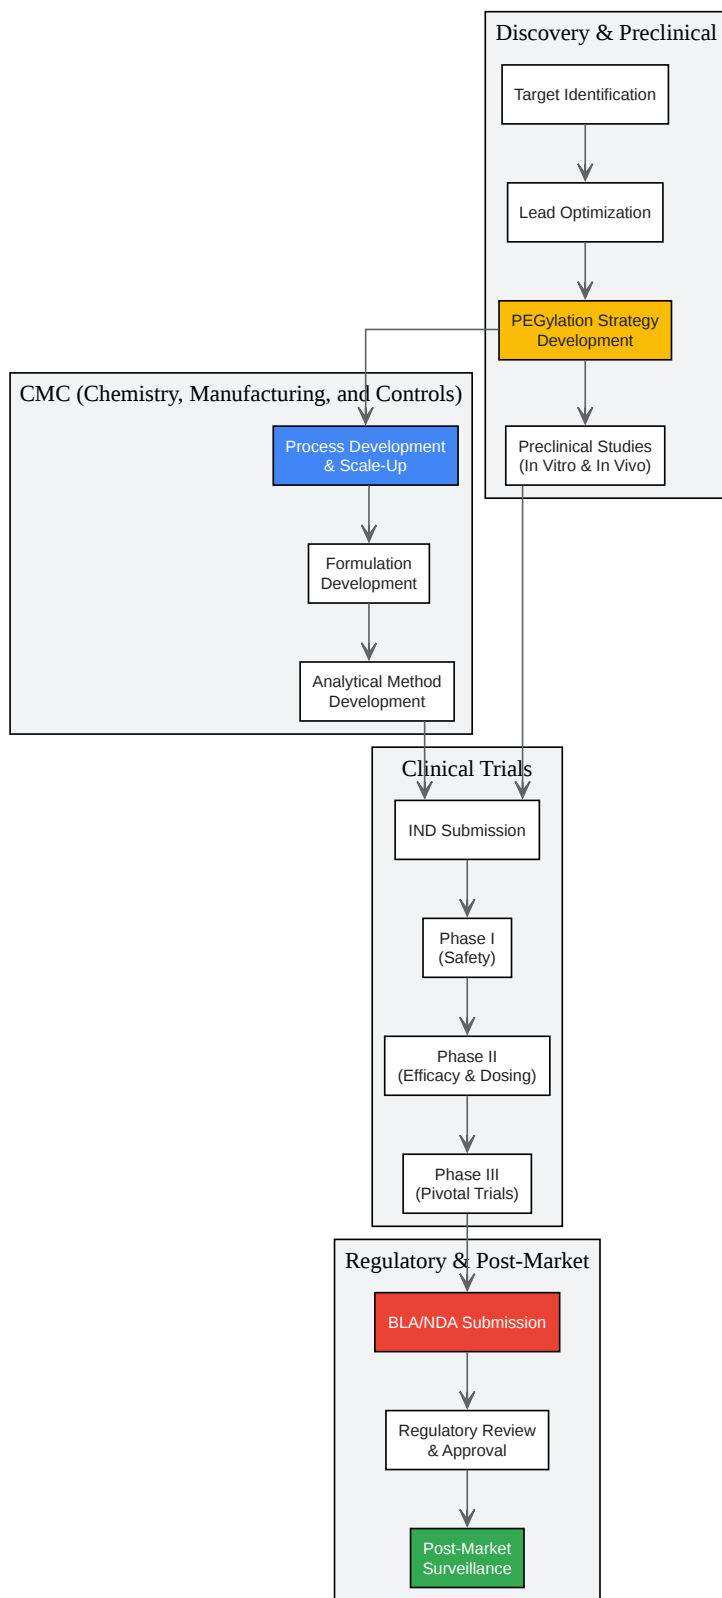 Discovery & Preclinical
Target Identification
Lead Optimization
PEGylation Strategy
Development
Preclinical Studies
(In Vitro & In Vivo)
CMC (Chemistry, Manufacturing, and Controls)
Process Development
& Scale-Up
Formulation
Development
Analytical Method
Development
Clinical Trials
IND Submission
Phase I
(Safety)
Phase II
(Efficacy & Dosing)
Phase III
(Pivotal Trials)
Regulatory & Post-Market
BLA/NDA Submission
Regulatory Review
& Approval
Post-Market
Surveillance